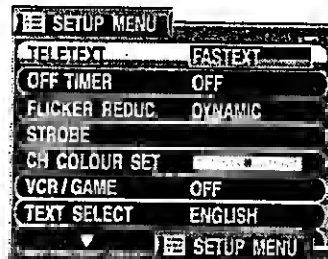 SETUP MENU
TELETEXT FASTEXT
OFF TIMER OFF
FLICKER REDUC. DYNAMIC
STROBE
CH COLOUR SET
VCR / GAME OFF
TEXT SELECT ENGLISH
SETUP MENU